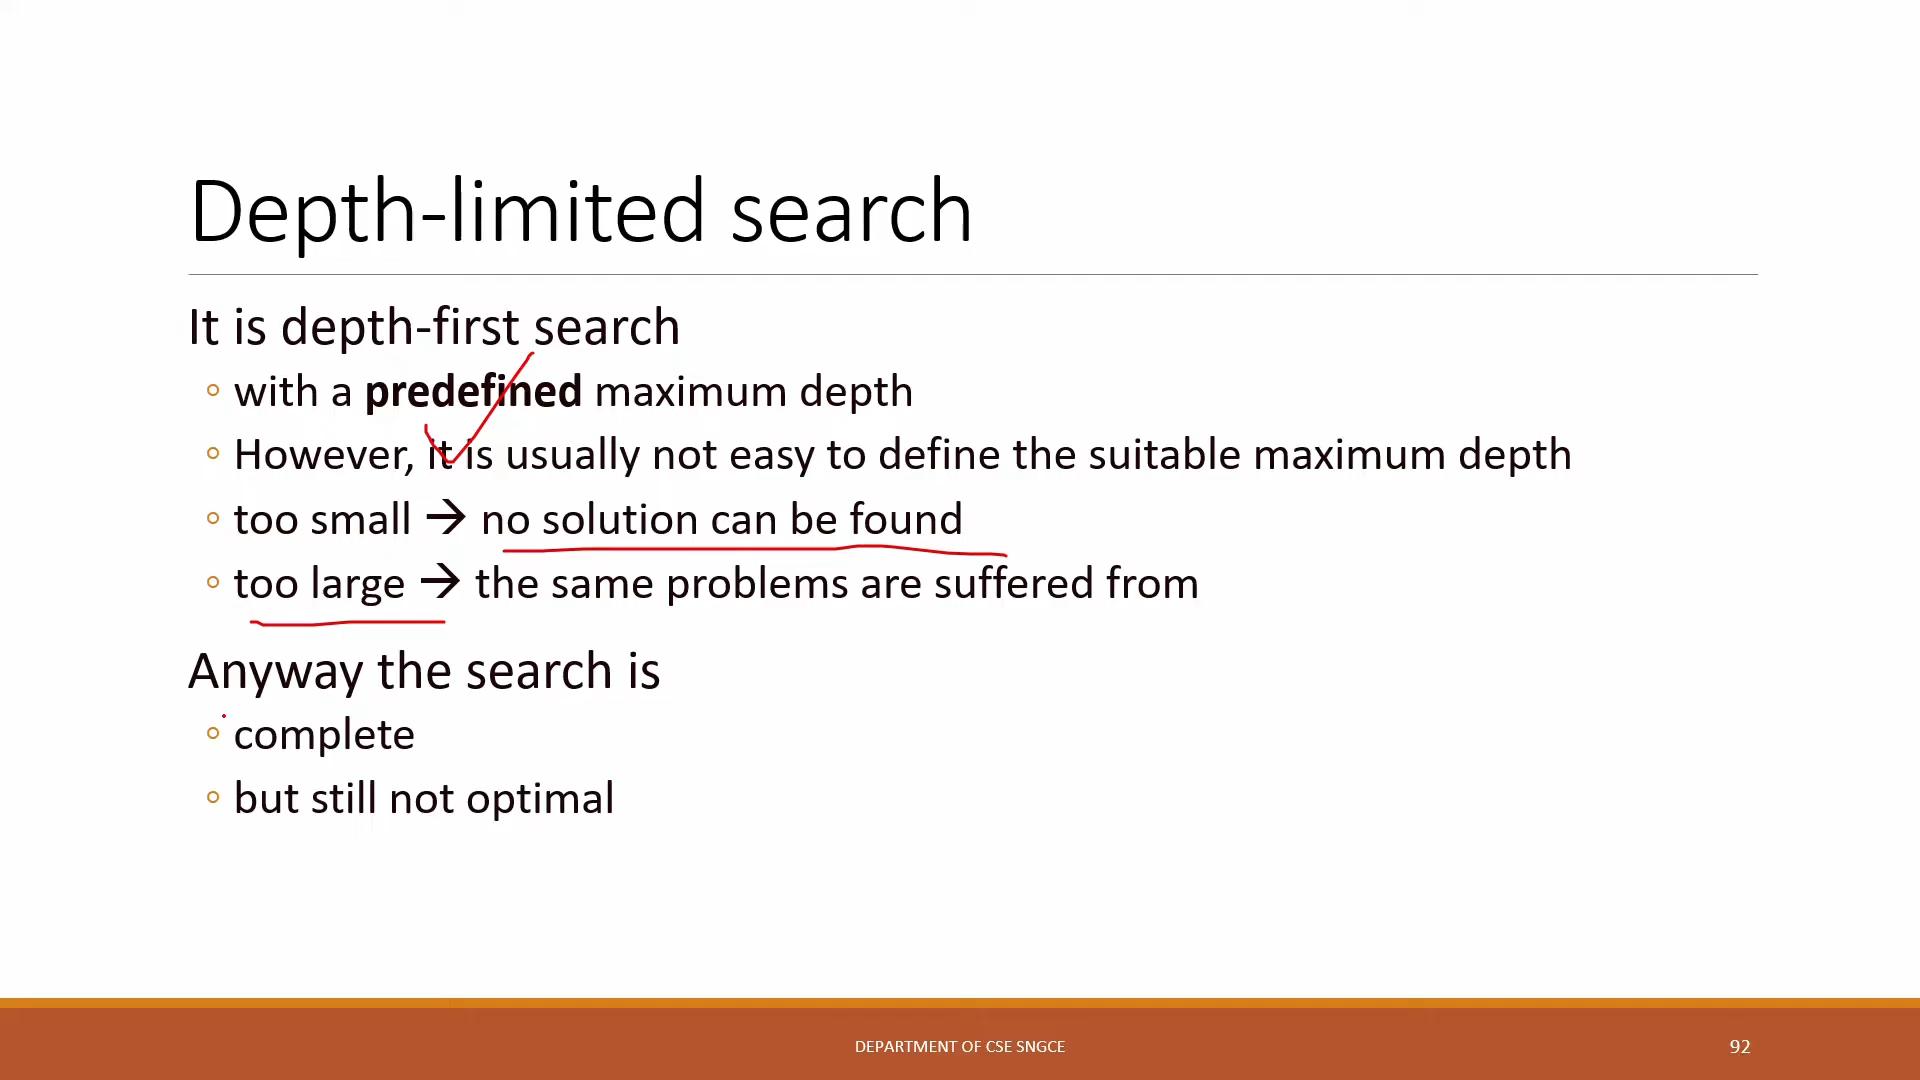 Depth-limited search
It is depth-first search
◦ with a predefined maximum depth
◦ However, it is usually not easy to define the suitable maximum depth
◦ too small → no solution can be found
◦ too large → the same problems are suffered from
Anyway the search is
◦ complete
◦ but still not optimal
DEPARTMENT OF CSE SNGCE
92